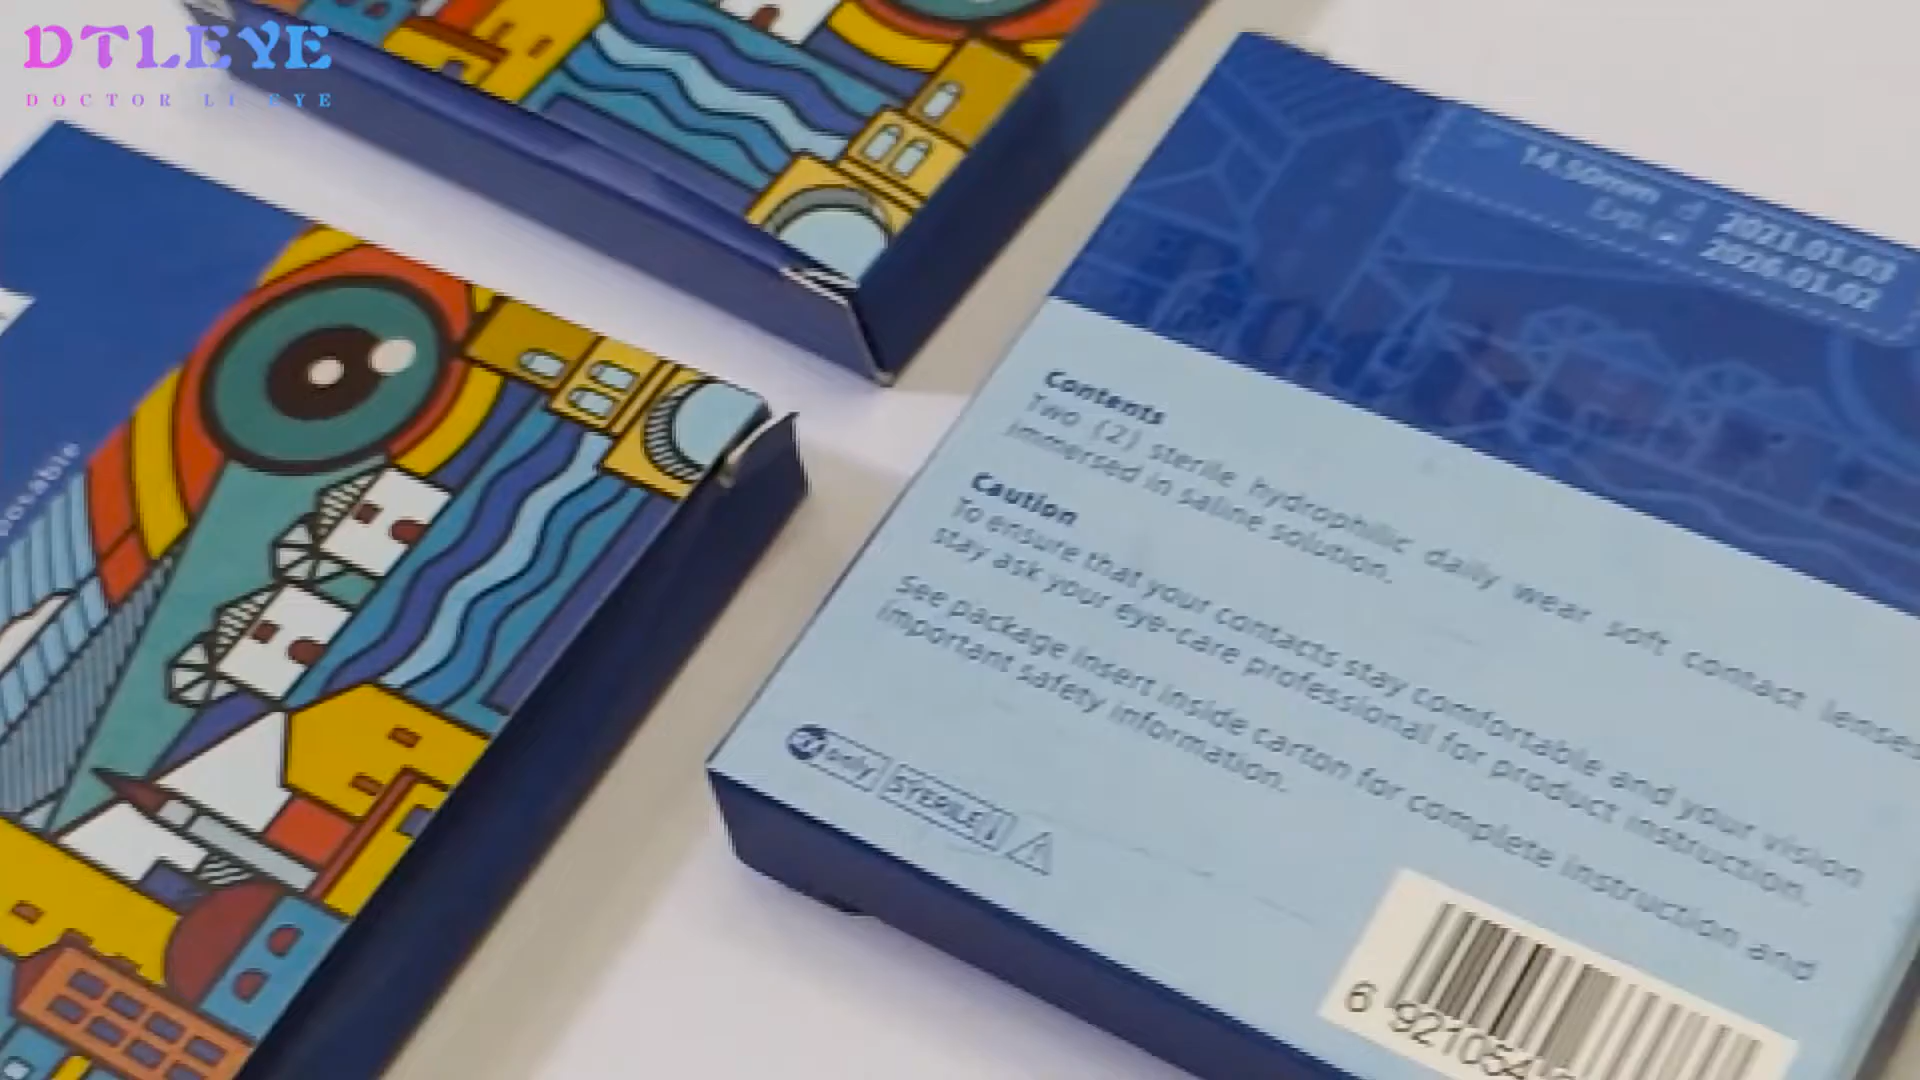 DTLEYE
DOCTOR LI EYE
14.50mm
2021.01.03
Exp.
2026.01.02
Contents
Two (2) sterile hydrophilic daily wear soft contact lenses
immersed in saline solution.
Caution
To ensure that your contacts stay comfortable and your vision
stay ask your eye-care professional for product instruction.
See package insert inside carton for complete instruction and
important safety information.
only
STERILE
6 921054